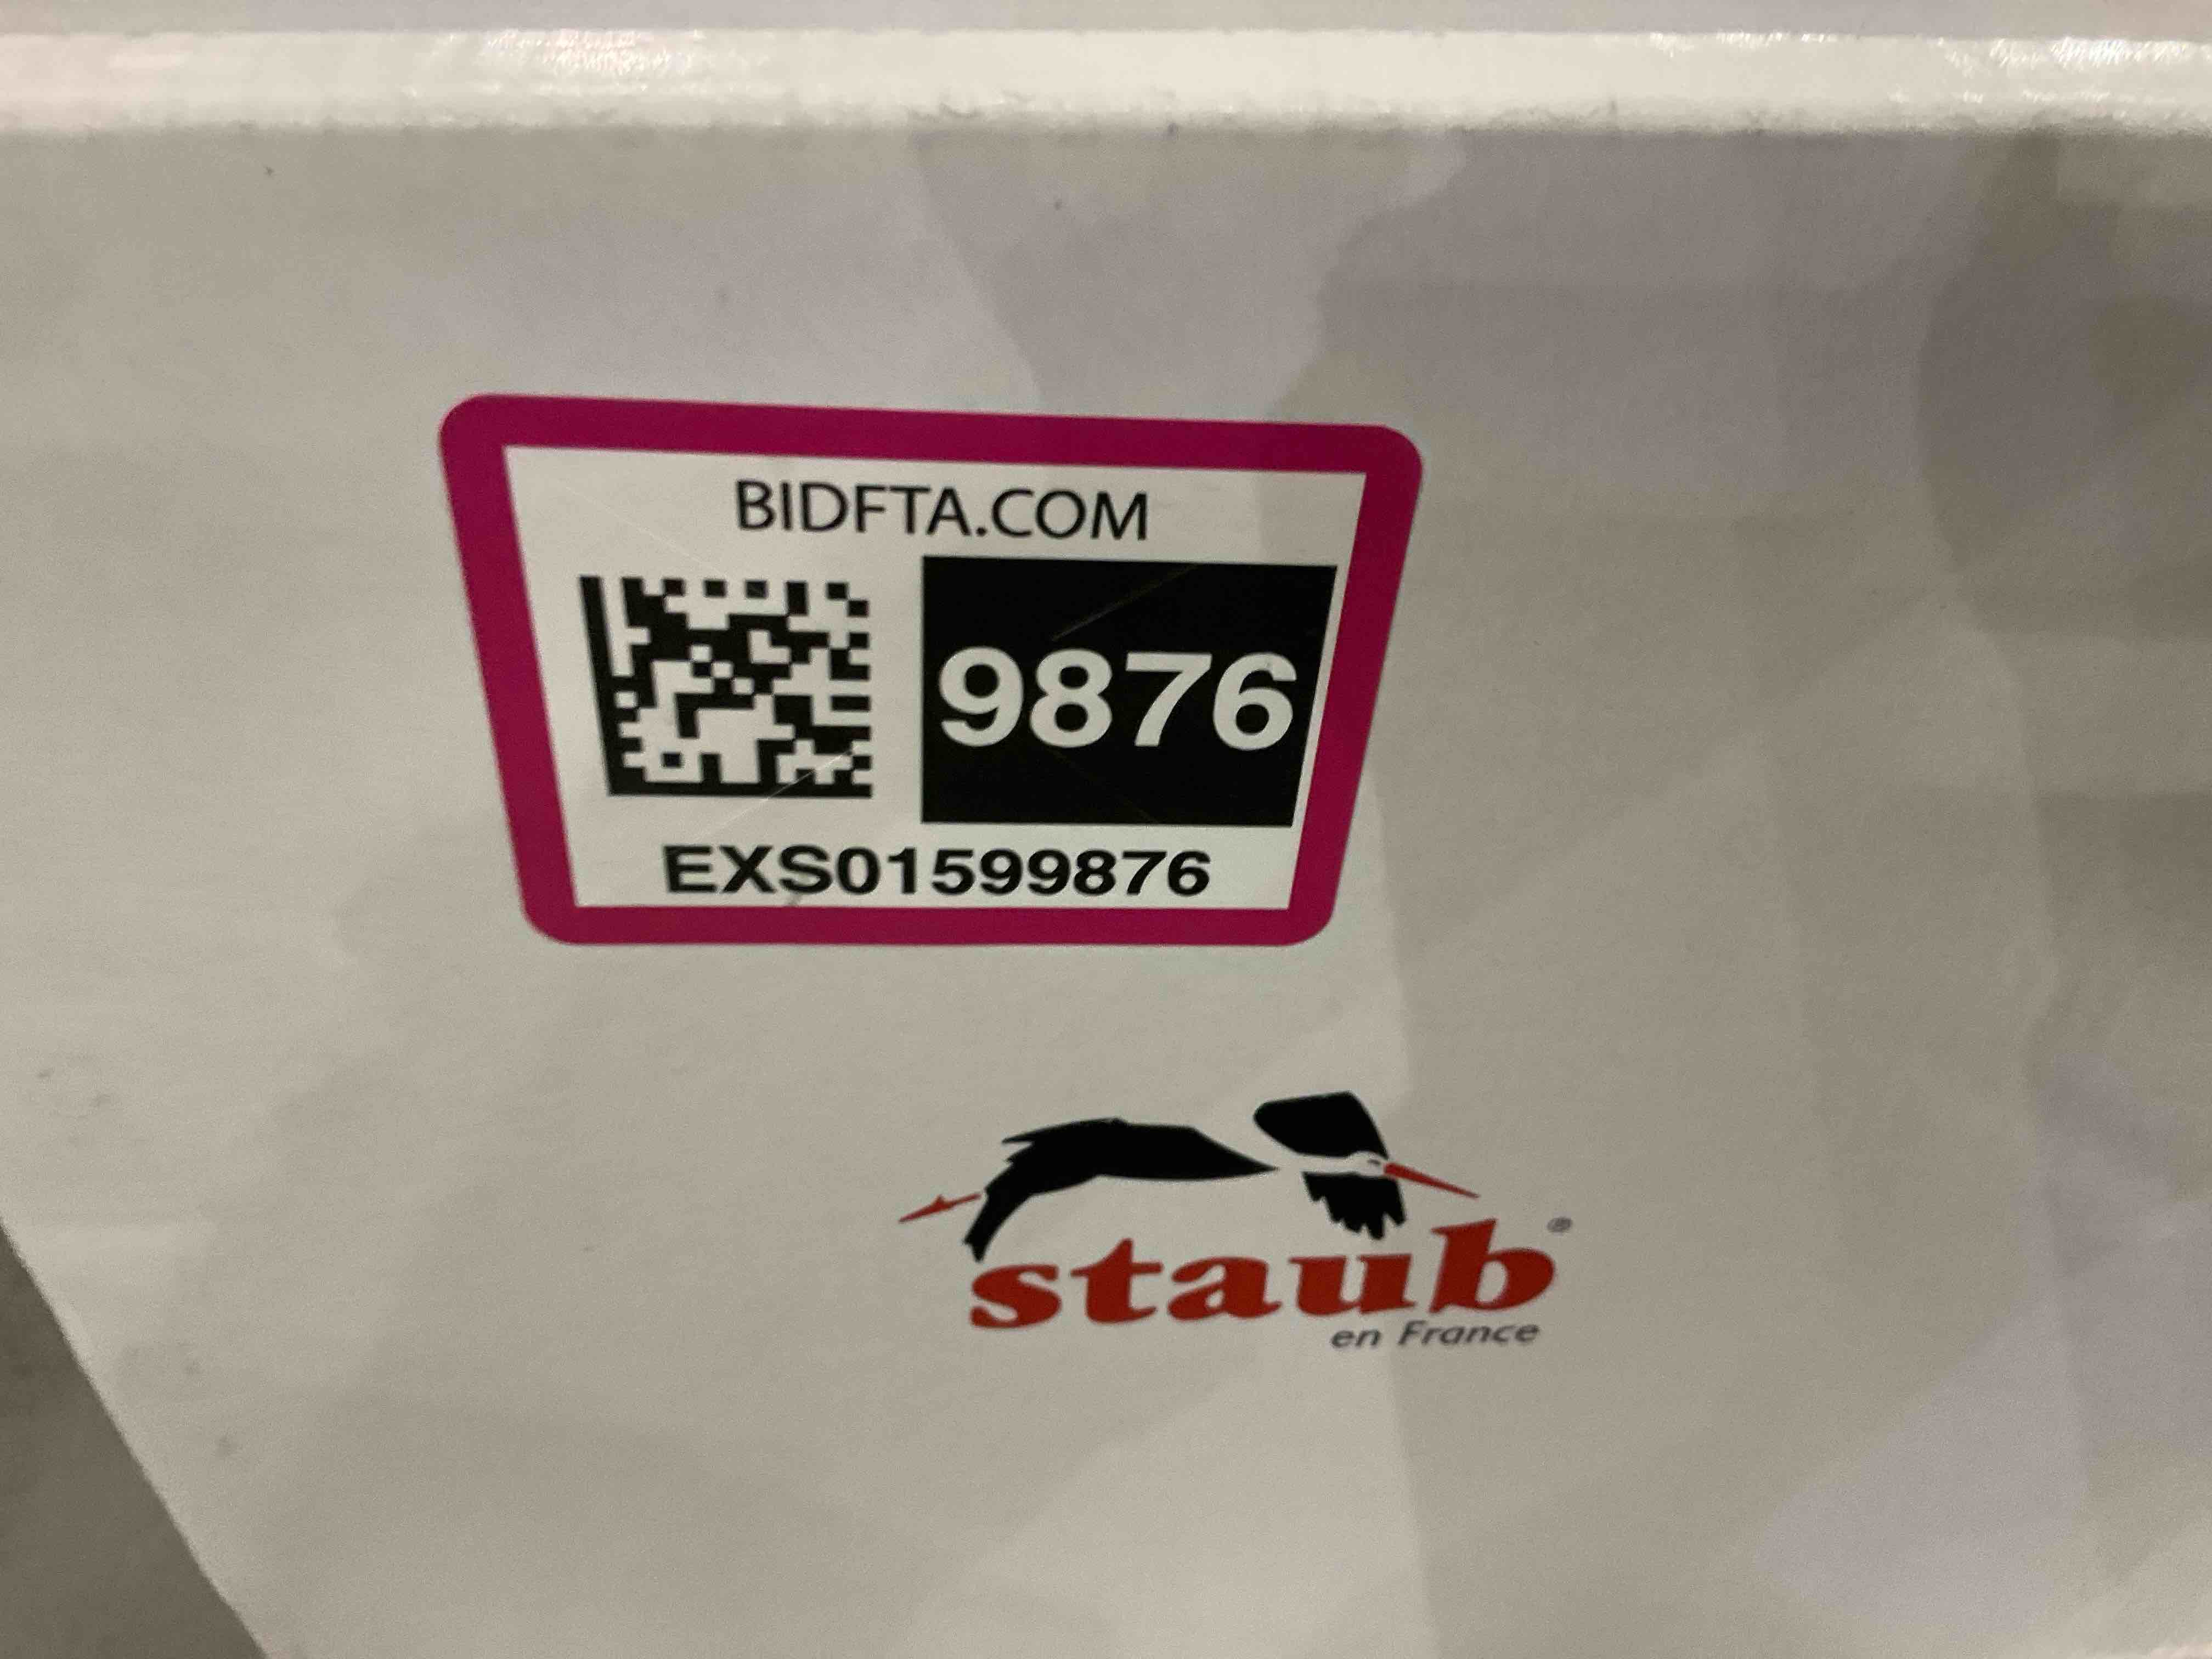 BIDFTA.COM
9876
EXS01599876
staub®
en France